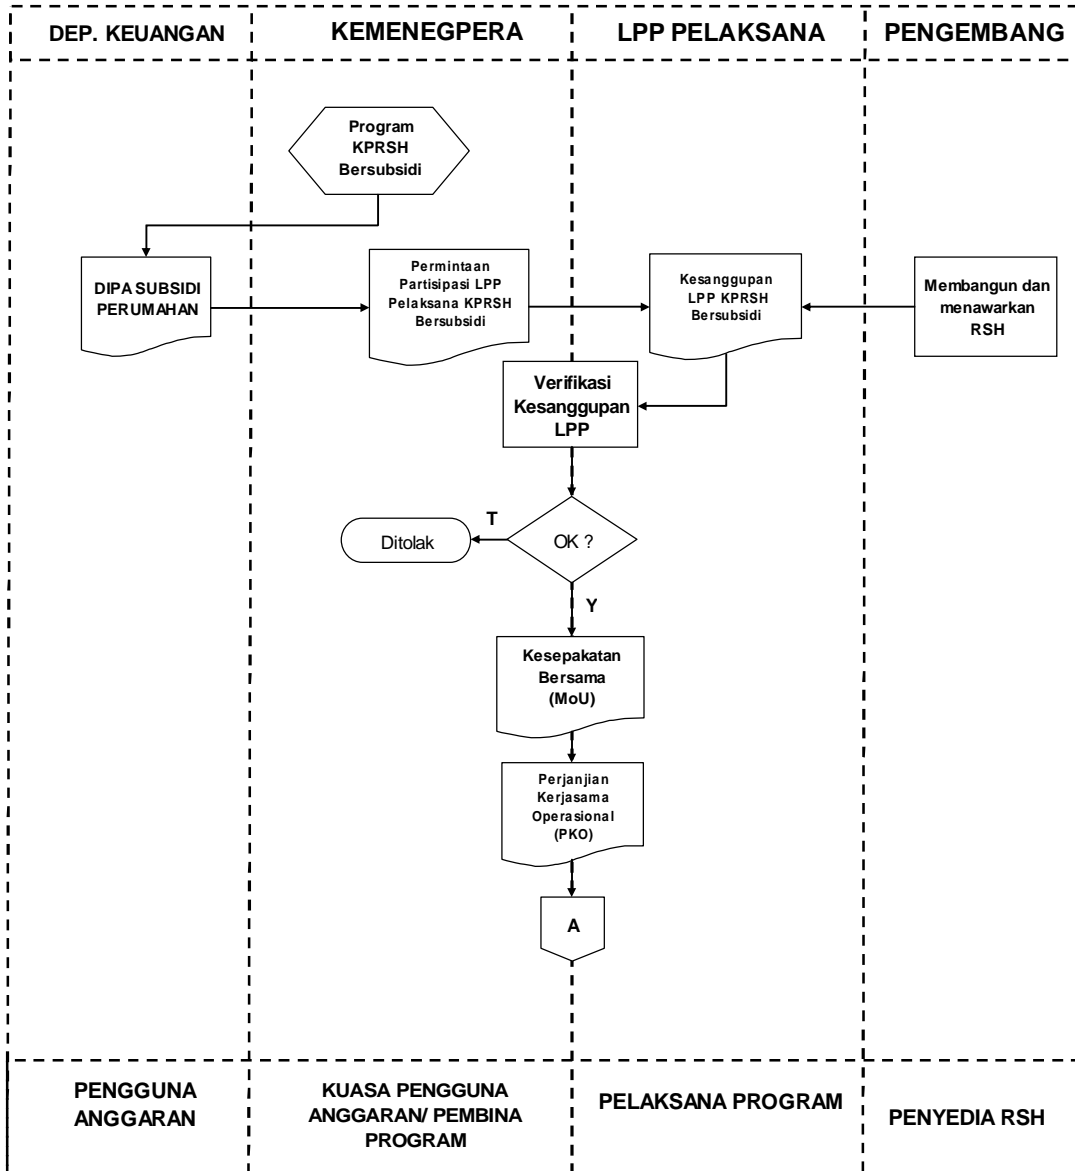 DEP. KEUANGAN
KEMENEGPERA
LPP PELAKSANA
PENGEMBANG
Program
KPRSH
Bersubsidi
DIPA SUBSIDI
PERUMAHAN
Permintaan
Partisipasi LPP
Pelaksana KPRSH
Bersubsidi
Kesanggupan
LPP KPRSH
Bersubsidi
Membangun dan
menawarkan
RSH
Verifikasi
Kesanggupan
LPP
T
Ditolak
OK ?
Y
Kesepakatan
Bersama
(MoU)
Perjanjian
Kerjasama
Operasional
(PKO)
A
PENGGUNA
ANGGARAN
KUASA PENGGUNA
ANGGARAN/ PEMBINA
PROGRAM
PELAKSANA PROGRAM
PENYEDIA RSH